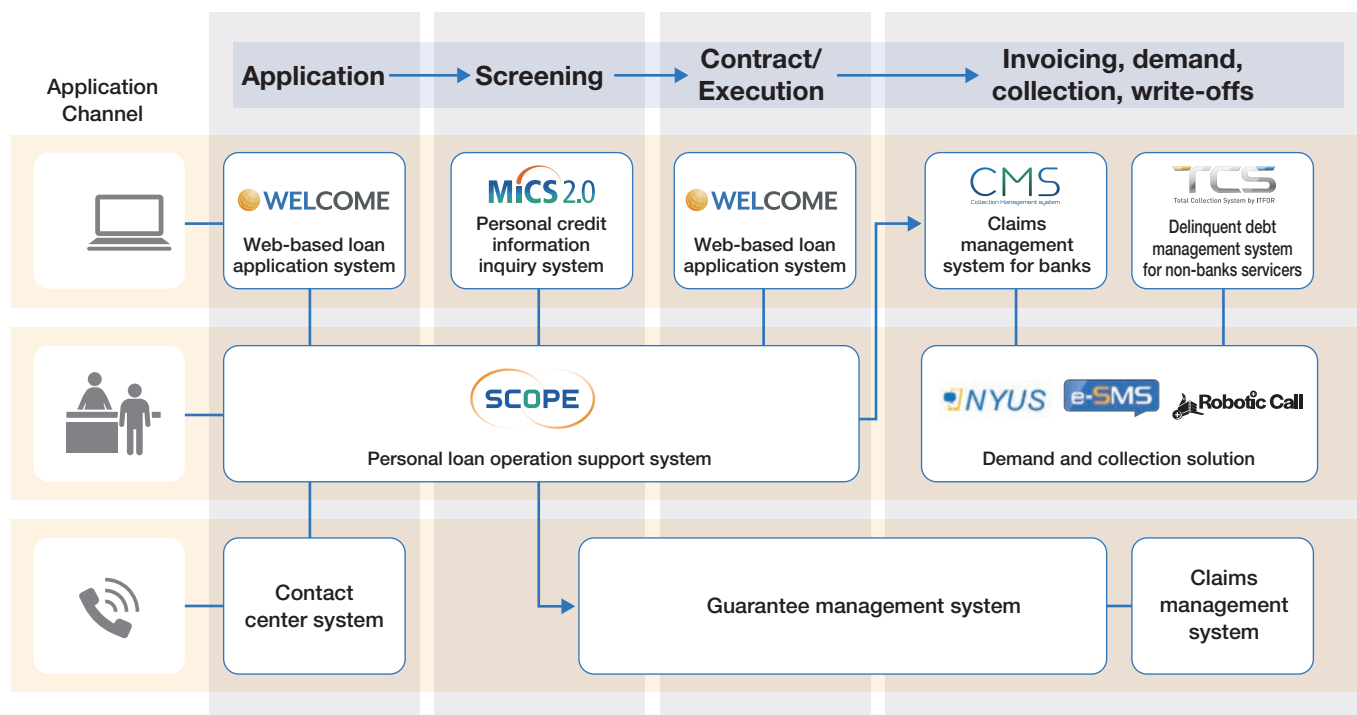 Application
Channel
Application
Screening
Contract/
Execution
Invoicing, demand,
collection, write-offs
WELCOME
Web-based loan
application system
MiCS 2.0
Personal credit
information
inquiry system
WELCOME
Web-based loan
application system
CMS
Collection Management system
Claims
management
system for banks
TCS
Total Collection System by ITFOR
Delinquent debt
management system
for non-banks servicers
SCOPE
Personal loan operation support system
NYUS
e-SMS
Robotic Call
Demand and collection solution
Contact
center system
Guarantee management system
Claims
management
system